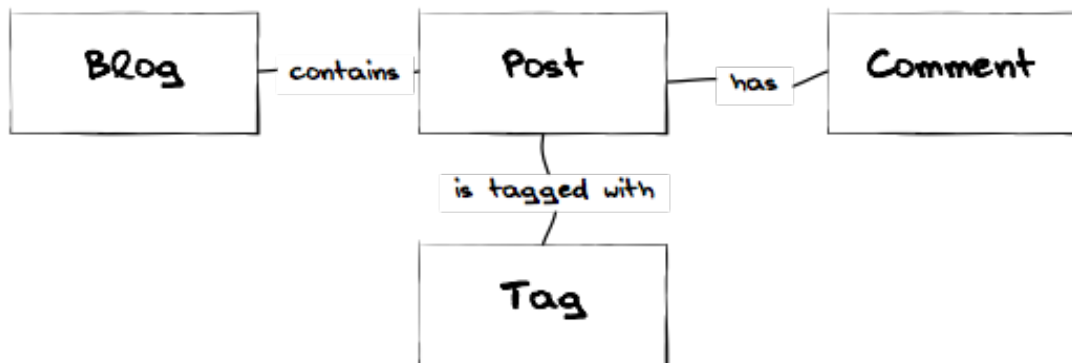 Blog
contains
Post
has
Comment
is tagged with
Tag